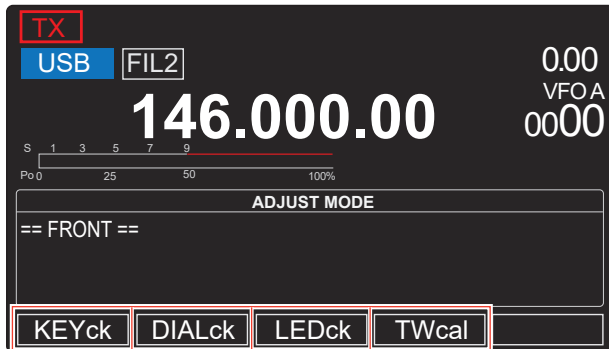 TX
USB FIL2 0.00
146.000.00 VFO A
0000
S 1 3 5 7 9
Po 0 25 50 100%
ADJUST MODE
== FRONT ==
KEYck DIALck LEDck TWcal